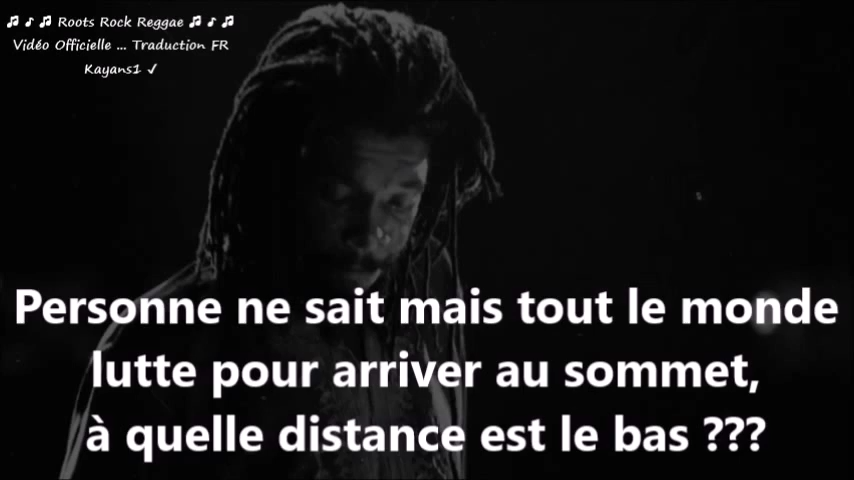 ♫ ♪ ♫ Roots Rock Reggae ♫ ♪ ♫
Vidéo Officielle ... Traduction FR
Kayans1 ✓
Personne ne sait mais tout le monde
lutte pour arriver au sommet,
à quelle distance est le bas ???